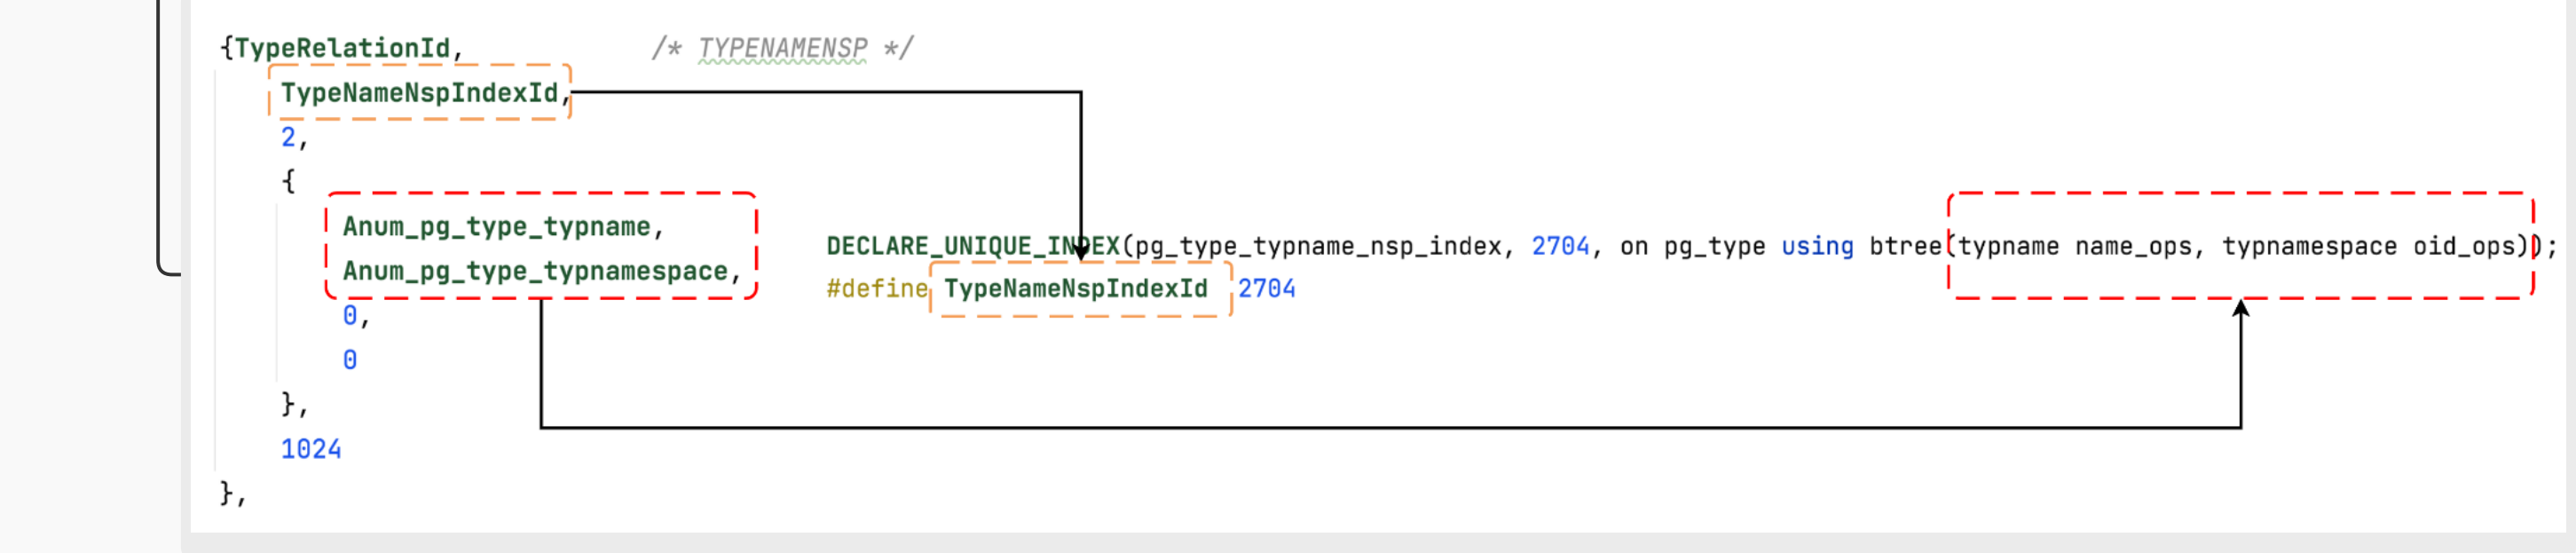 {TypeRelationId, /* TYPENAMENSP */
TypeNameNspIndexId,
2,
{
Anum_pg_type_typname,
Anum_pg_type_typnamespace,
0,
0
},
1024
},
DECLARE_UNIQUE_INDEX(pg_type_typname_nsp_index, 2704, on pg_type using btree(typname name_ops, typnamespace oid_ops));
#define TypeNameNspIndexId 2704